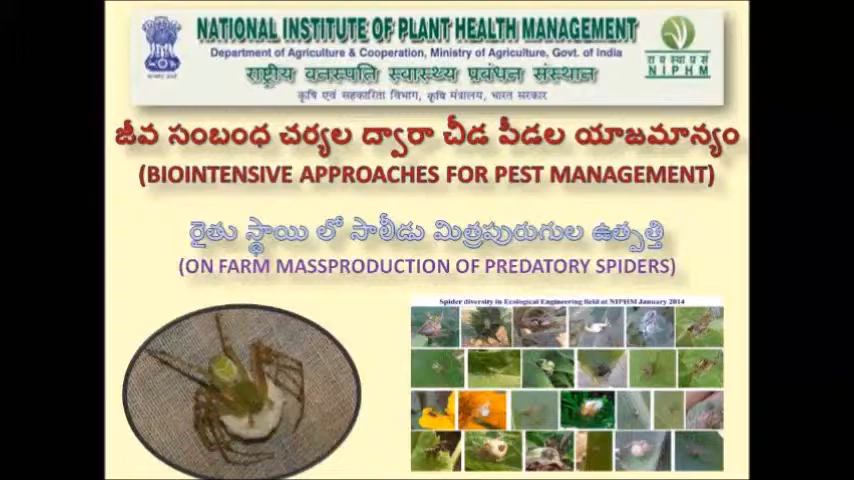 NATIONAL INSTITUTE OF PLANT HEALTH MANAGEMENT
Department of Agriculture & Cooperation, Ministry of Agriculture, Govt. of India
राष्ट्रीय वनस्पति स्वास्थ्य प्रबंधन संस्थान
कृषि एवं सहकारिता विभाग, कृषि मंत्रालय, भारत सरकार
रा व स्वा प्र सं
NIPHM
జీవ సంబంధ చర్యల ద్వారా చీడ పీడల యాజమాన్యం
(BIOINTENSIVE APPROACHES FOR PEST MANAGEMENT)
రైతు స్థాయి లో సాలీడు మిత్రపురుగుల ఉత్పత్తి
(ON FARM MASSPRODUCTION OF PREDATORY SPIDERS)
Spider diversity in Ecological Engineering field at NIPHM January 2014